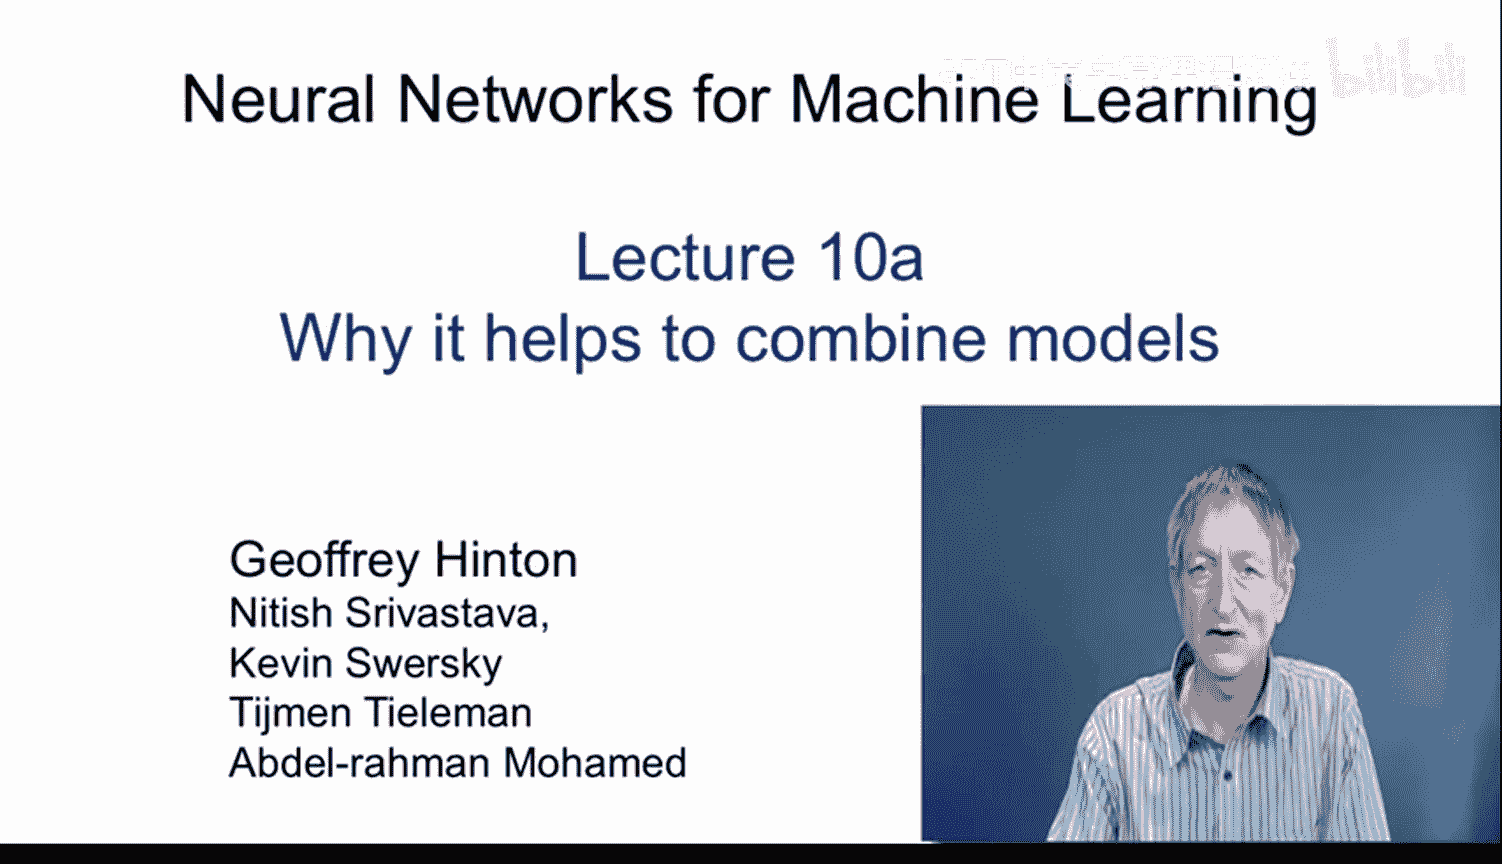 Neural Networks for Machine Learning
bilibili
Lecture 10a
Why it helps to combine models
Geoffrey Hinton
Nitish Srivastava,
Kevin Swersky
Tijmen Tieleman
Abdel-rahman Mohamed